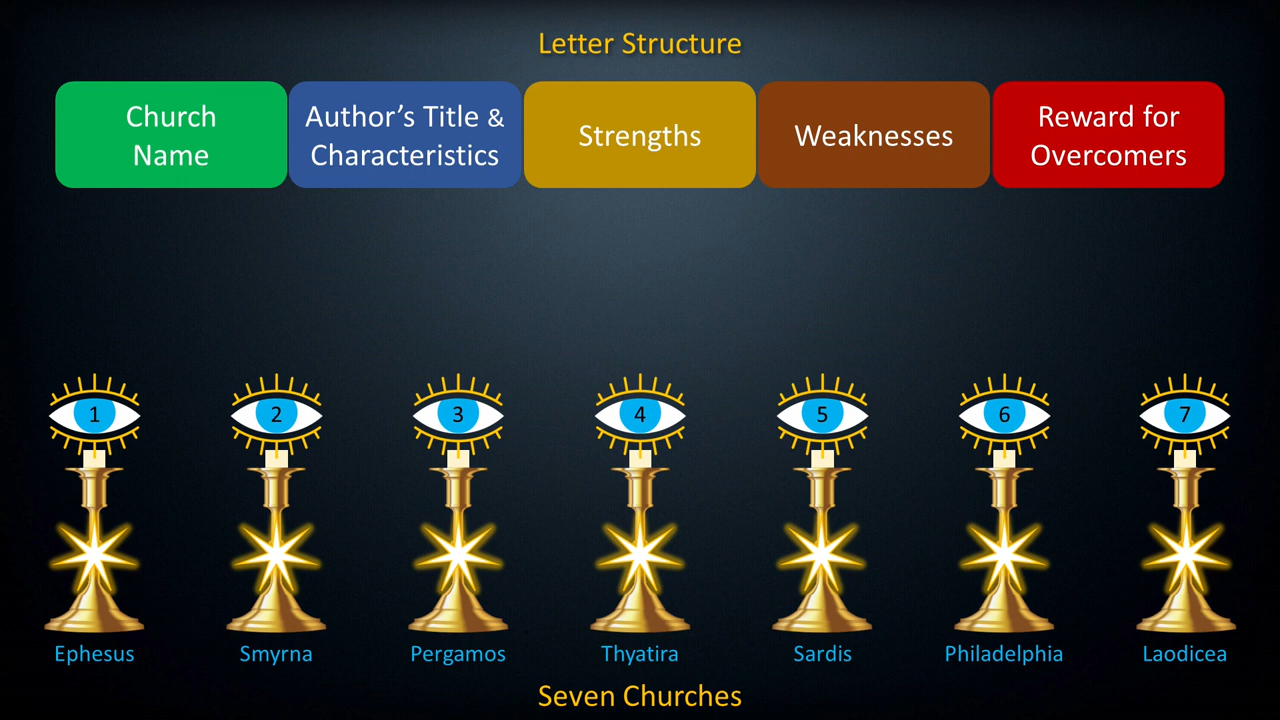 Letter Structure
Church
Name
Author’s Title &
Characteristics
Strengths
Weaknesses
Reward for
Overcomers
1
2
3
4
5
6
7
Ephesus
Smyrna
Pergamos
Thyatira
Sardis
Philadelphia
Laodicea
Seven Churches